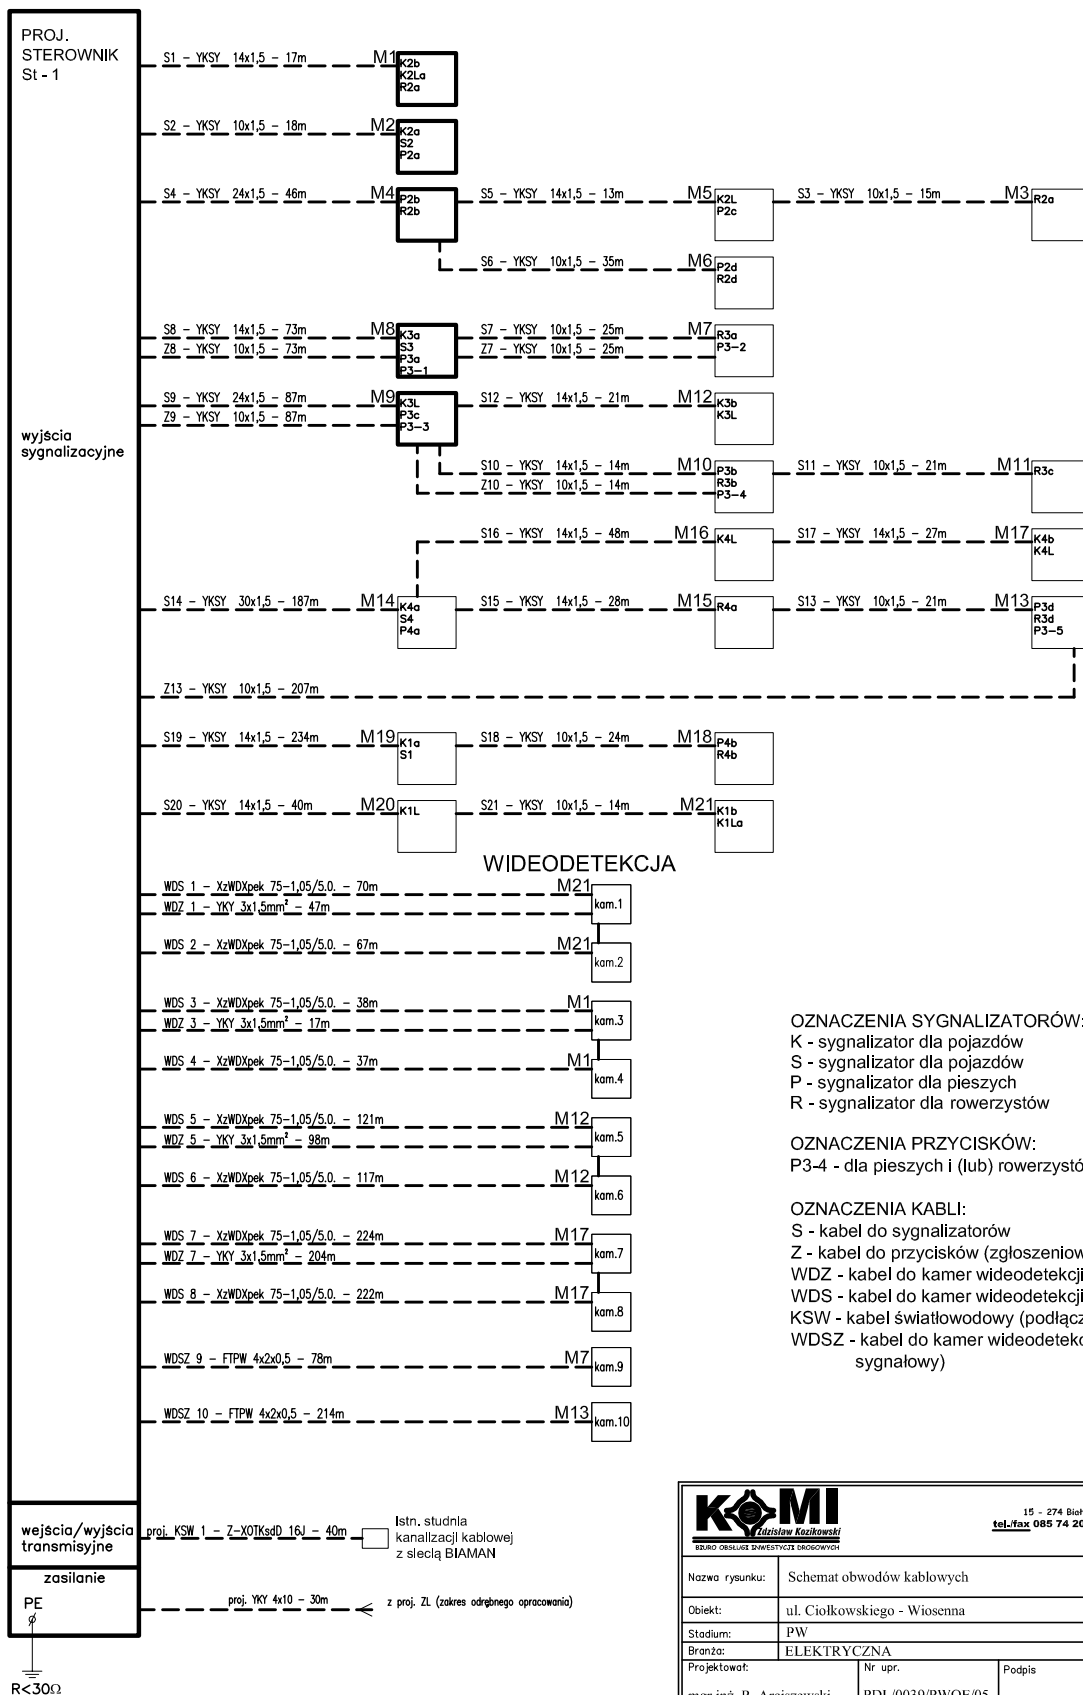 PROJ.
STEROWNIK
St - 1
S1 - YKSY 14x1,5 - 17m
M1
K2b
K2La
R2a
S2 - YKSY 10x1,5 - 18m
M2
K2a
S2
P2a
S4 - YKSY 24x1,5 - 46m
M4
P2b
R2b
S5 - YKSY 14x1,5 - 13m
M5
K2L
P2c
S3 - YKSY 10x1,5 - 15m
M3
R2a
S6 - YKSY 10x1,5 - 35m
M6
P2d
R2d
S8 - YKSY 14x1,5 - 73m
Z8 - YKSY 10x1,5 - 73m
M8
K3a
S3
P3a
P3-1
S7 - YKSY 10x1,5 - 25m
Z7 - YKSY 10x1,5 - 25m
M7
R3a
P3-2
S9 - YKSY 24x1,5 - 87m
Z9 - YKSY 10x1,5 - 87m
M9
K3L
P3c
P3-3
S12 - YKSY 14x1,5 - 21m
M12
K3b
K3L
wyjścia
sygnalizacyjne
S10 - YKSY 14x1,5 - 14m
Z10 - YKSY 10x1,5 - 14m
M10
P3b
R3b
P3-4
S11 - YKSY 10x1,5 - 21m
M11
R3c
S16 - YKSY 14x1,5 - 48m
M16
K4L
S17 - YKSY 14x1,5 - 27m
M17
K4b
K4L
S14 - YKSY 30x1,5 - 187m
M14
K4a
S4
P4a
S15 - YKSY 14x1,5 - 28m
M15
R4a
S13 - YKSY 10x1,5 - 21m
M13
P3d
R3d
P3-5
Z13 - YKSY 10x1,5 - 207m
S19 - YKSY 14x1,5 - 234m
M19
K1a
S1
S18 - YKSY 10x1,5 - 24m
M18
P4b
R4b
S20 - YKSY 14x1,5 - 40m
M20
K1L
S21 - YKSY 10x1,5 - 14m
M21
K1b
K1La
WIDEODETEKCJA
WDS 1 - XzWDXpek 75-1,05/5.0. - 70m
WDZ 1 - YKY 3x1,5mm² - 47m
M21
kam.1
WDS 2 - XzWDXpek 75-1,05/5.0. - 67m
M21
kam.2
WDS 3 - XzWDXpek 75-1,05/5.0. - 38m
WDZ 3 - YKY 3x1,5mm² - 17m
M1
kam.3
WDS 4 - XzWDXpek 75-1,05/5.0. - 37m
M1
kam.4
WDS 5 - XzWDXpek 75-1,05/5.0. - 121m
WDZ 5 - YKY 3x1,5mm² - 98m
M12
kam.5
WDS 6 - XzWDXpek 75-1,05/5.0. - 117m
M12
kam.6
WDS 7 - XzWDXpek 75-1,05/5.0. - 224m
WDZ 7 - YKY 3x1,5mm² - 204m
M17
kam.7
WDS 8 - XzWDXpek 75-1,05/5.0. - 222m
M17
kam.8
WDSZ 9 - FTPW 4x2x0,5 - 78m
M7
kam.9
WDSZ 10 - FTPW 4x2x0,5 - 214m
M13
kam.10
OZNACZENIA SYGNALIZATORÓW:
K - sygnalizator dla pojazdów
S - sygnalizator dla pojazdów
P - sygnalizator dla pieszych
R - sygnalizator dla rowerzystów
OZNACZENIA PRZYCISKÓW:
P3-4 - dla pieszych i (lub) rowerzystó
OZNACZENIA KABLI:
S - kabel do sygnalizatorów
Z - kabel do przycisków (zgłoszeniow
WDZ - kabel do kamer wideodetekcji
WDS - kabel do kamer wideodetekcji
KSW - kabel światłowodowy (podłącz
WDSZ - kabel do kamer wideodetekc
sygnałowy)
wejścia/wyjścia
transmisyjne
proj. KSW 1 - Z-XOTKsdD 16J - 40m
Istn. studnia
kanalizacji kablowej
z siecią BIAMAN
zasilanie
PE
proj. YKY 4x10 - 30m
z proj. ZL (zakres odrębnego opracowania)
R<30Ω
KOMI
Zdzisław Kozikowski
BIURO OBSŁUGI INWESTYCJI DROGOWYCH
15 - 274 Biał
tel./fax 085 74 20
Nazwa rysunku: Schemat obwodów kablowych
Obiekt: ul. Ciołkowskiego - Wiosenna
Stadium: PW
Branża: ELEKTRYCZNA
Projektował:
Nr upr.
Podpis